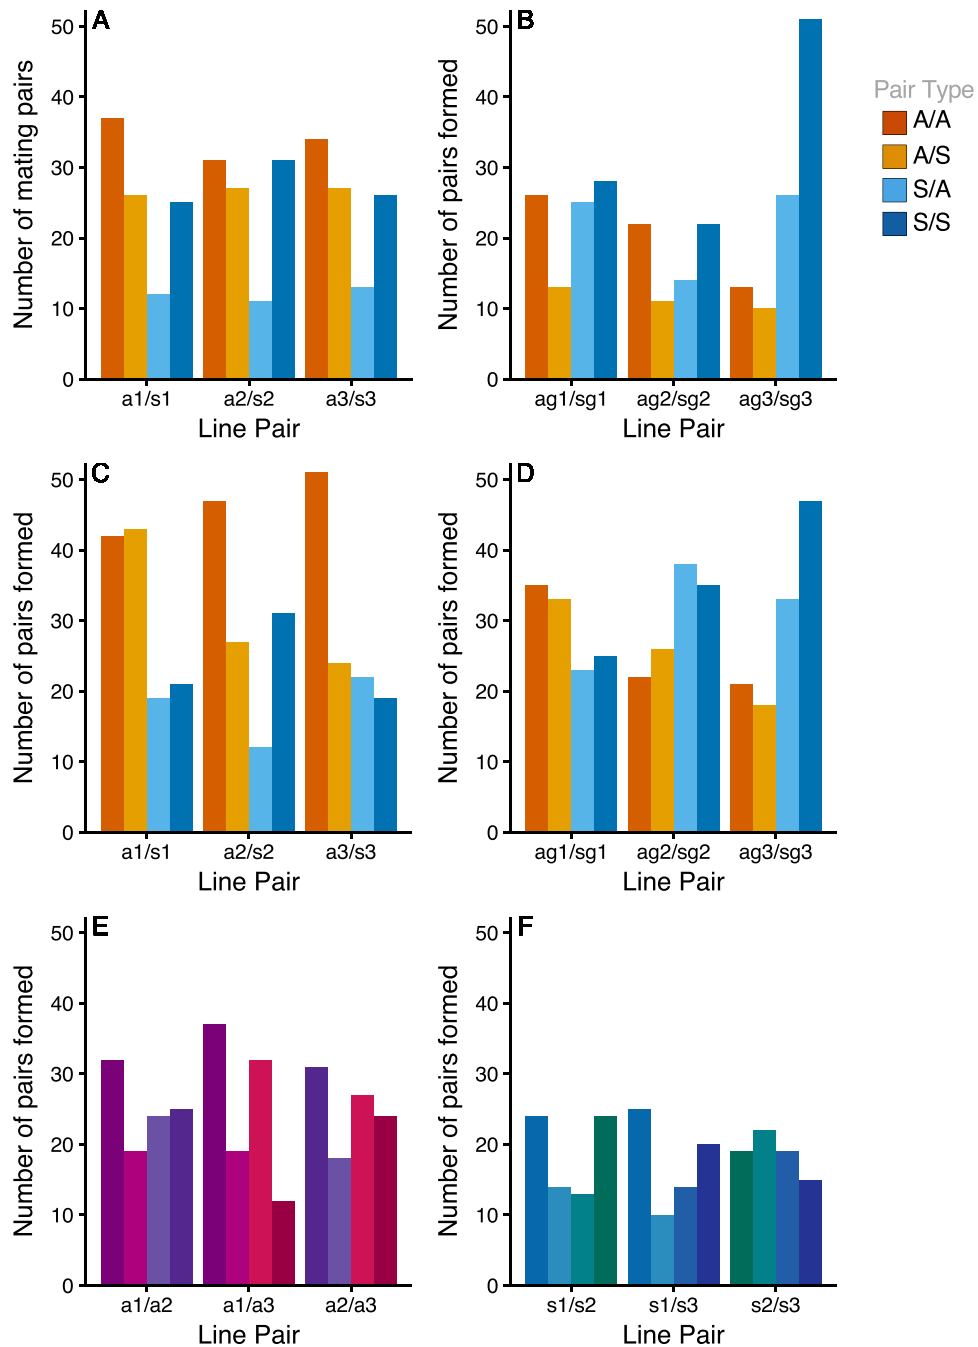 A
Number of mating pairs
50
40
30
20
10
0
a1/s1 a2/s2 a3/s3
Line Pair
B
Number of pairs formed
50
40
30
20
10
0
ag1/sg1 ag2/sg2 ag3/sg3
Line Pair
Pair Type
A/A
A/S
S/A
S/S
C
Number of pairs formed
50
40
30
20
10
0
a1/s1 a2/s2 a3/s3
Line Pair
D
Number of pairs formed
50
40
30
20
10
0
ag1/sg1 ag2/sg2 ag3/sg3
Line Pair
E
Number of pairs formed
50
40
30
20
10
0
a1/a2 a1/a3 a2/a3
Line Pair
F
Number of pairs formed
50
40
30
20
10
0
s1/s2 s1/s3 s2/s3
Line Pair